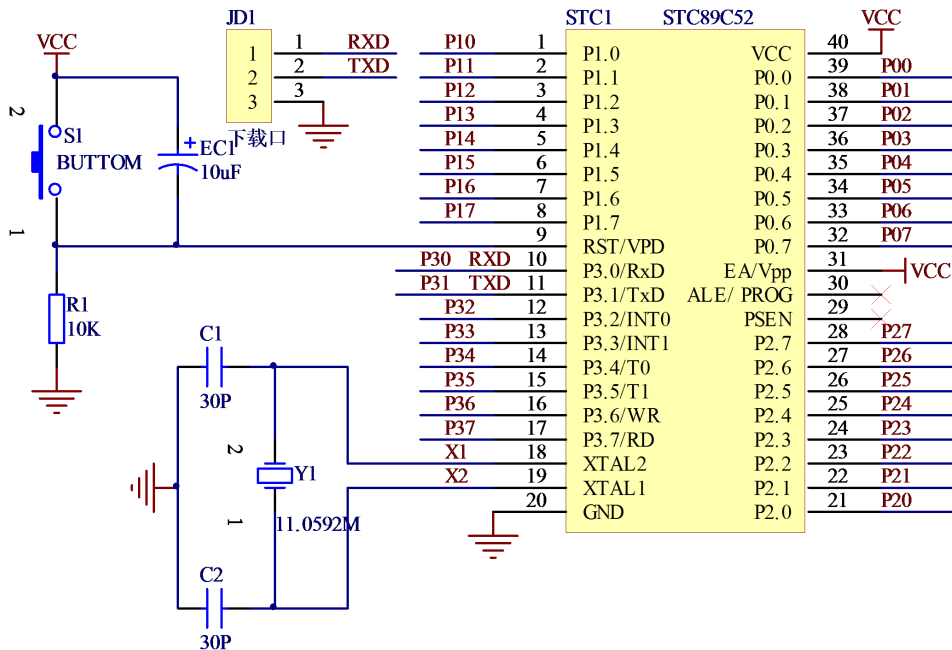 JD1
1 1 RXD
2 2 TXD
3 3
下载口
VCC
2
S1
BUTTOM
1
EC1
10uF
R1
10K
C1
30P
2
Y1
1
11.0592M
C2
30P
STC1 STC89C52
VCC
P10 1 P1.0 VCC 40
P11 2 P1.1 P0.0 39 P00
P12 3 P1.2 P0.1 38 P01
P13 4 P1.3 P0.2 37 P02
P14 5 P1.4 P0.3 36 P03
P15 6 P1.5 P0.4 35 P04
P16 7 P1.6 P0.5 34 P05
P17 8 P1.7 P0.6 33 P06
9 RST/VPD P0.7 32 P07
P30 RXD 10 P3.0/RxD EA/Vpp 31 VCC
P31 TXD 11 P3.1/TxD ALE/ PROG 30
P32 12 P3.2/INT0 PSEN 29
P33 13 P3.3/INT1 P2.7 28 P27
P34 14 P3.4/T0 P2.6 27 P26
P35 15 P3.5/T1 P2.5 26 P25
P36 16 P3.6/WR P2.4 25 P24
P37 17 P3.7/RD P2.3 24 P23
X1 18 XTAL2 P2.2 23 P22
X2 19 XTAL1 P2.1 22 P21
20 GND P2.0 21 P20